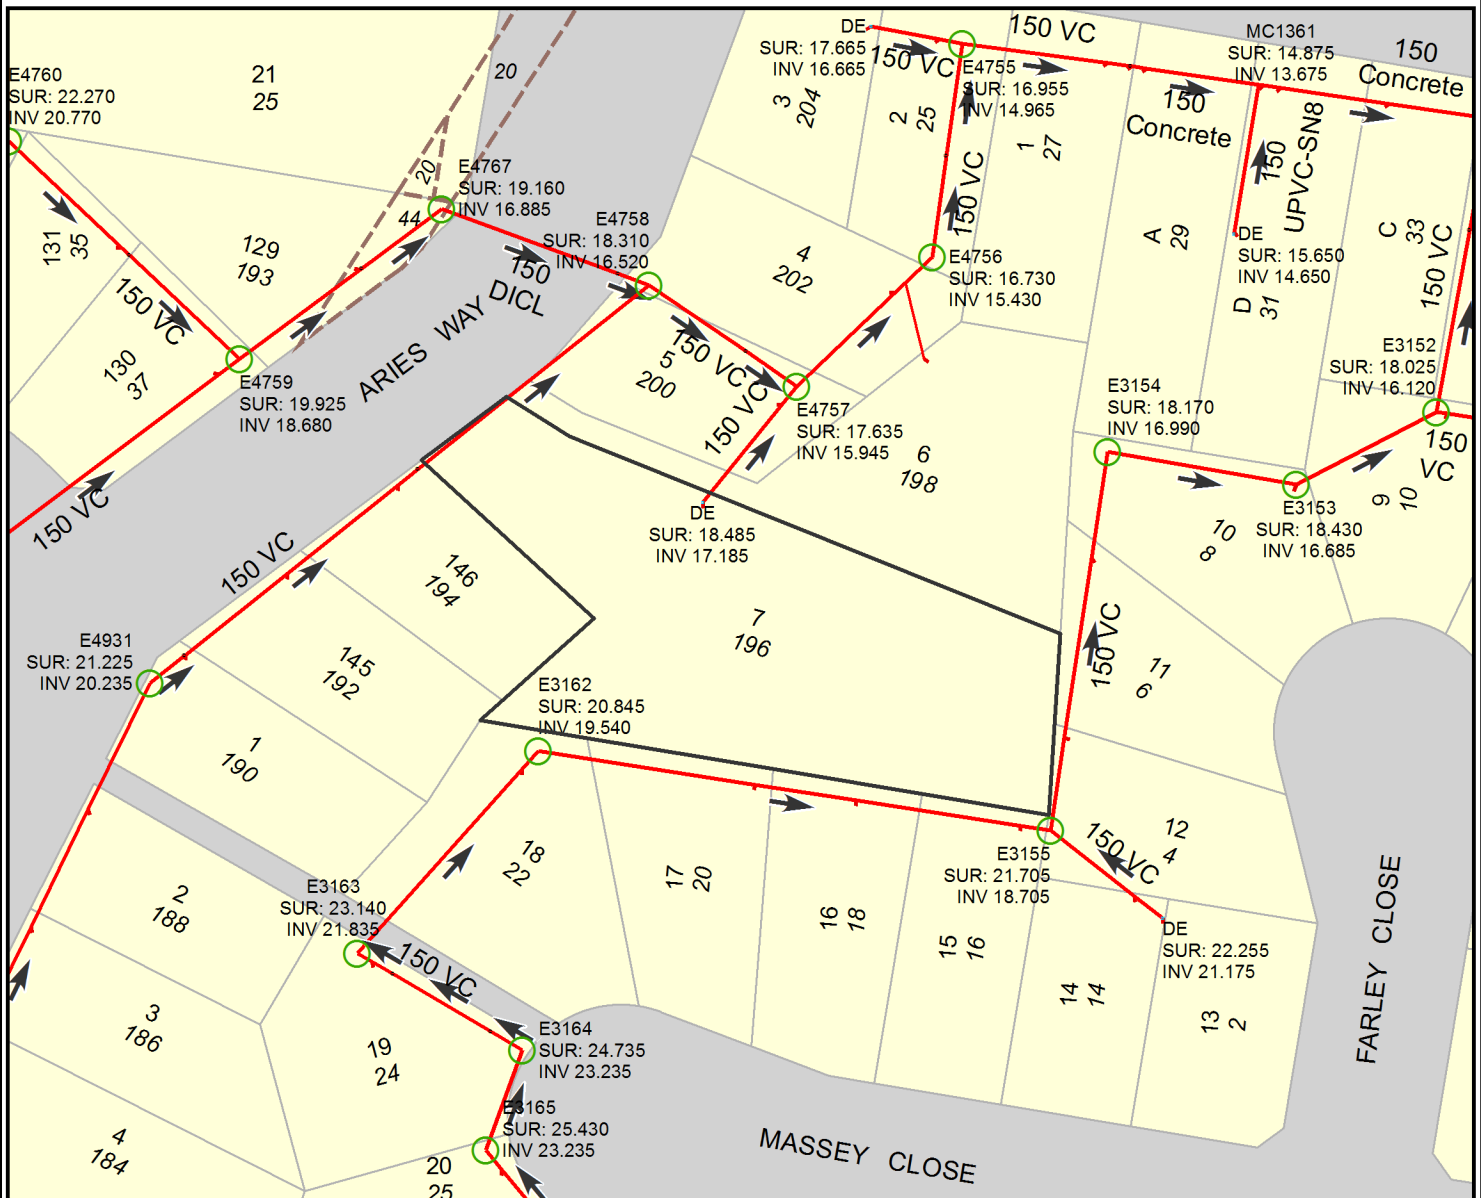 E4760
SUR: 22.270
INV 20.770
21
25
20
DE
SUR: 17.665
INV 16.665
150 VC
150 VC
MC1361
SUR: 14.875
INV 13.675
150
Concrete
E4755
SUR: 16.955
INV 14.965
3
204
2
25
1
27
150
Concrete
150
UPVC-SN8
150 VC
20
E4767
SUR: 19.160
INV 16.885
44
E4758
SUR: 18.310
INV 16.520
150
DICL
131
35
129
193
4
202
E4756
SUR: 16.730
INV 15.430
A
29
DE
SUR: 15.650
INV 14.650
D
31
C
33
150 VC
150 VC
130
37
ARIES WAY
E4759
SUR: 19.925
INV 18.680
5
200
150 VC
150 VC
E4757
SUR: 17.635
INV 15.945
E3152
SUR: 18.025
INV 16.120
E3154
SUR: 18.170
INV 16.990
150
VC
6
198
150 VC
DE
SUR: 18.485
INV 17.185
E3153
SUR: 18.430
INV 16.685
9
10
10
8
150 VC
146
194
7
196
150 VC
11
6
E4931
SUR: 21.225
INV 20.235
145
192
E3162
SUR: 20.845
INV 19.540
1
190
18
22
17
20
16
18
E3155
SUR: 21.705
INV 18.705
150 VC
12
4
2
188
E3163
SUR: 23.140
INV 21.835
150 VC
15
16
DE
SUR: 22.255
INV 21.175
14
14
13
2
FARLEY CLOSE
3
186
19
24
E3164
SUR: 24.735
INV 23.235
E3165
SUR: 25.430
INV 23.235
4
184
20
25
MASSEY CLOSE